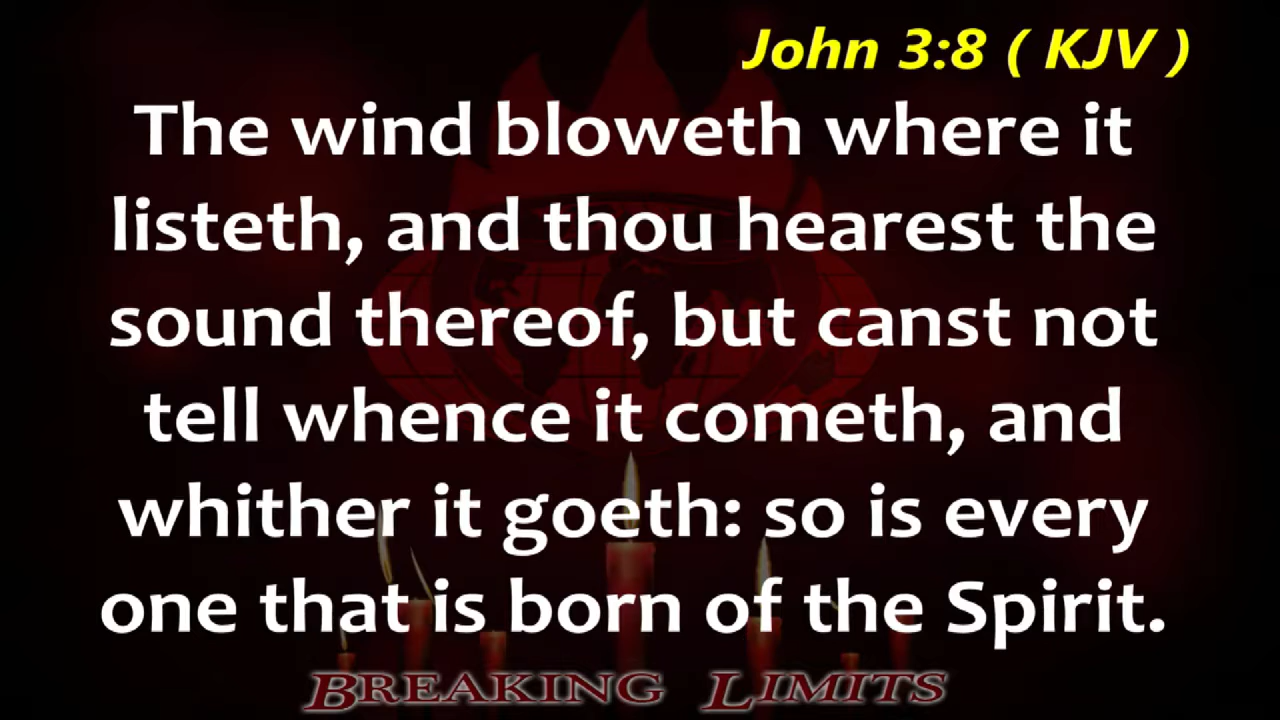 John 3:8 ( KJV )
The wind bloweth where it
listeth, and thou hearest the
sound thereof, but canst not
tell whence it cometh, and
whither it goeth: so is every
one that is born of the Spirit.
BREAKING LIMITS